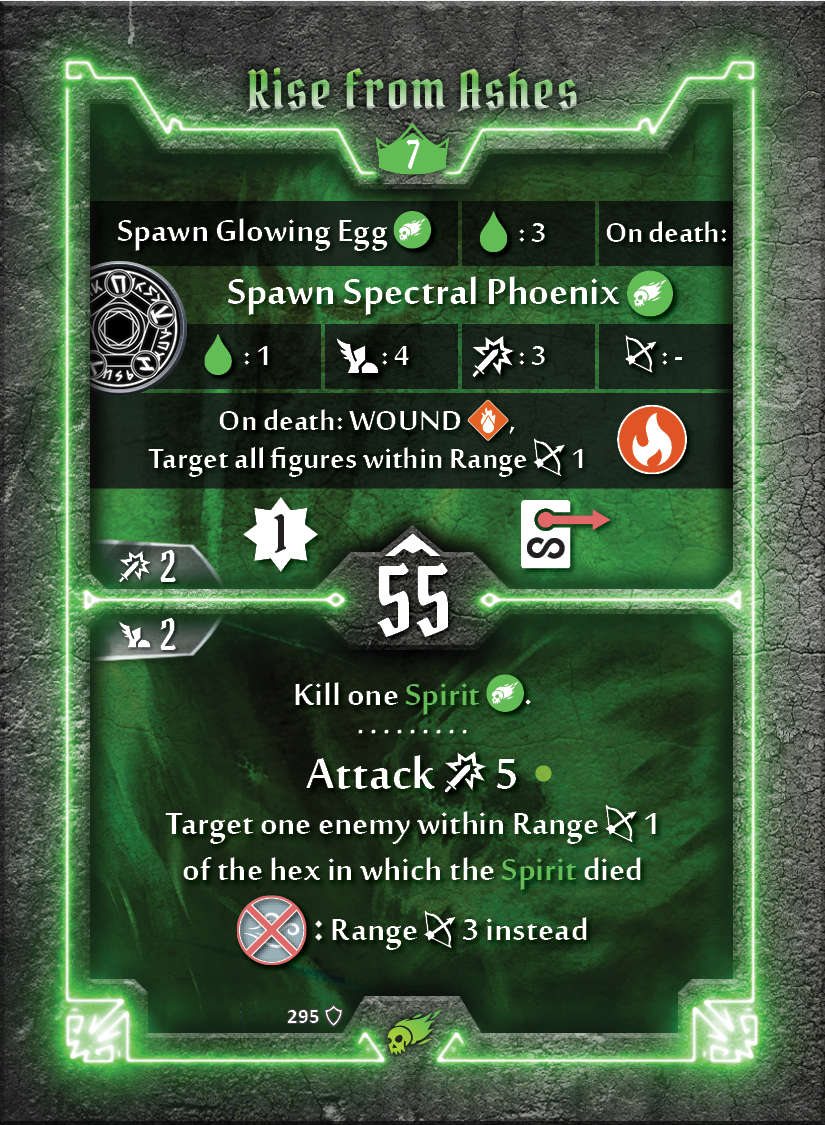 Rise from Ashes
7
Spawn Glowing Egg : 3 On death:
Spawn Spectral Phoenix
: 1 : 4 : 3 : -
On death: WOUND ,
Target all figures within Range 1
1
S
2
55
2
Kill one Spirit .
.........
Attack 5
Target one enemy within Range 1
of the hex in which the Spirit died
: Range 3 instead
295